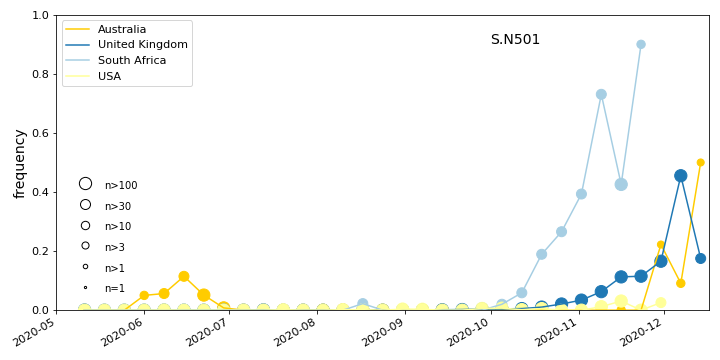 1.0
0.8
0.6
0.4
0.2
0.0
frequency
Australia
United Kingdom
South Africa
USA
S.N501
n>100
n>30
n>10
n>3
n>1
n=1
2020-05
2020-06
2020-07
2020-08
2020-09
2020-10
2020-11
2020-12